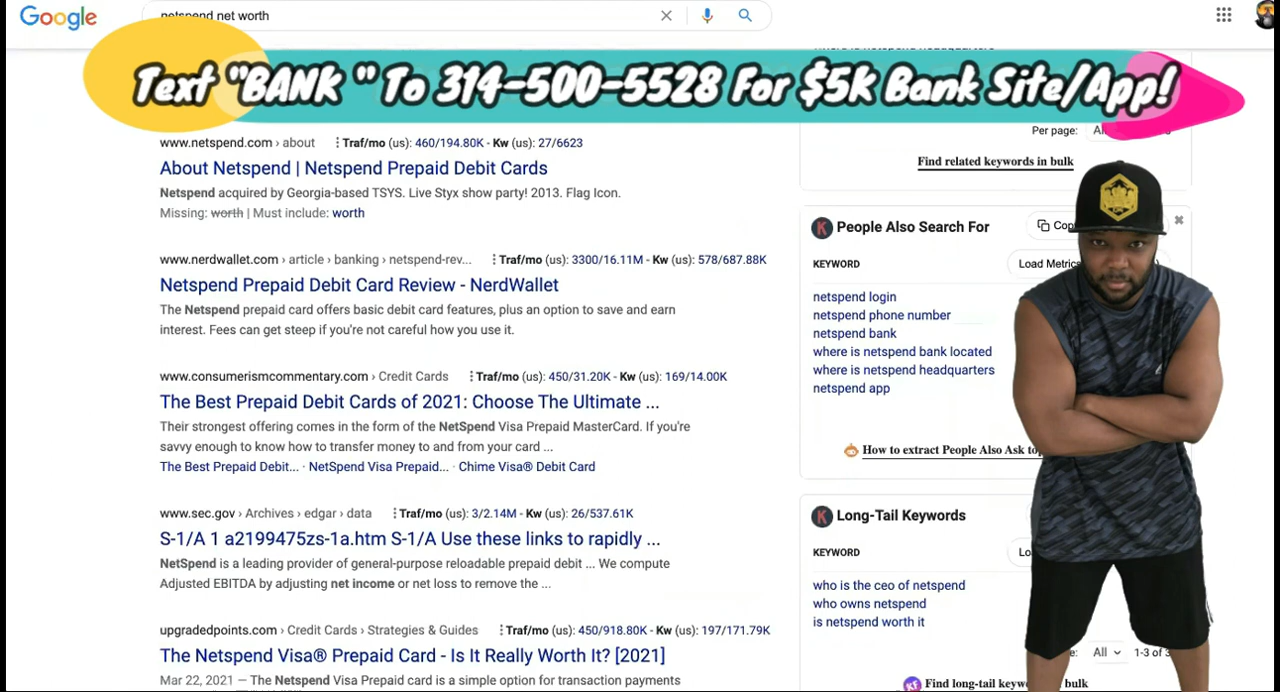 Google
netspend net worth
Text "BANK " To 314-500-5528 For $5K Bank Site/App!
www.netspend.com › about Traf/mo (us): 460/194.80K - Kw (us): 27/6623
About Netspend | Netspend Prepaid Debit Cards
Netspend acquired by Georgia-based TSYS. Live Styx show party! 2013. Flag Icon.
Missing: worth | Must include: worth
www.nerdwallet.com › article › banking › netspend-rev... Traf/mo (us): 3300/16.11M - Kw (us): 578/687.88K
Netspend Prepaid Debit Card Review - NerdWallet
The Netspend prepaid card offers basic debit card features, plus an option to save and earn
interest. Fees can get steep if you're not careful how you use it.
www.consumerismcommentary.com › Credit Cards Traf/mo (us): 450/31.20K - Kw (us): 169/14.00K
The Best Prepaid Debit Cards of 2021: Choose The Ultimate ...
Their strongest offering comes in the form of the NetSpend Visa Prepaid MasterCard. If you're
savvy enough to know how to transfer money to and from your card ...
The Best Prepaid Debit... · NetSpend Visa Prepaid... · Chime Visa® Debit Card
www.sec.gov › Archives › edgar › data Traf/mo (us): 3/2.14M - Kw (us): 26/537.61K
S-1/A 1 a2199475zs-1a.htm S-1/A Use these links to rapidly ...
NetSpend is a leading provider of general-purpose reloadable prepaid debit ... We compute
Adjusted EBITDA by adjusting net income or net loss to remove the ...
upgradedpoints.com › Credit Cards › Strategies & Guides Traf/mo (us): 450/918.80K - Kw (us): 197/171.79K
The Netspend Visa® Prepaid Card - Is It Really Worth It? [2021]
Mar 22, 2021 — The Netspend Visa Prepaid card is a simple option for transaction payments
Per page:
Find related keywords in bulk
K People Also Search For
KEYWORD Load Metrics
netspend login
netspend phone number
netspend bank
where is netspend bank located
where is netspend headquarters
netspend app
How to extract People Also Ask
K Long-Tail Keywords
KEYWORD
who is the ceo of netspend
who owns netspend
is netspend worth it
All 1-3 of 3
Find long-tail bulk